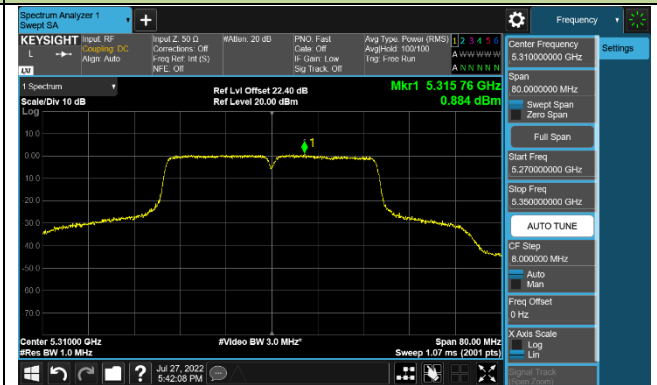 Spectrum Analyzer 1
Swept SA
Frequency
KEYSIGHT
L
LXI
Input: RF
Coupling: DC
Align: Auto
Input Z: 50 Ω
Corrections: Off
Freq Ref: Int (S)
NFE: Off
#Atten: 20 dB
PNO: Fast
Gate: Off
IF Gain: Low
Sig Track: Off
Avg Type: Power (RMS)
Avg|Hold: 100/100
Trig: Free Run
1 2 3 4 5 6
A W W W W W
A N N N N N
1 Spectrum
Scale/Div 10 dB
Log
Ref Lvl Offset 22.40 dB
Ref Level 20.00 dBm
Mkr1 5.315 76 GHz
0.884 dBm
1
10.0
0.00
10.0
20.0
30.0
40.0
50.0
60.0
70.0
Center 5.31000 GHz
#Res BW 1.0 MHz
#Video BW 3.0 MHz*
Span 80.00 MHz
Sweep 1.07 ms (2001 pts)
Jul 27, 2022
5:42:08 PM
Center Frequency
5.310000000 GHz
Settings
Span
80.0000000 MHz
Swept Span
Zero Span
Full Span
Start Freq
5.270000000 GHz
Stop Freq
5.350000000 GHz
AUTO TUNE
CF Step
8.000000 MHz
Auto
Man
Freq Offset
0 Hz
X Axis Scale
Log
Lin
Signal Track
(Span Zoom)